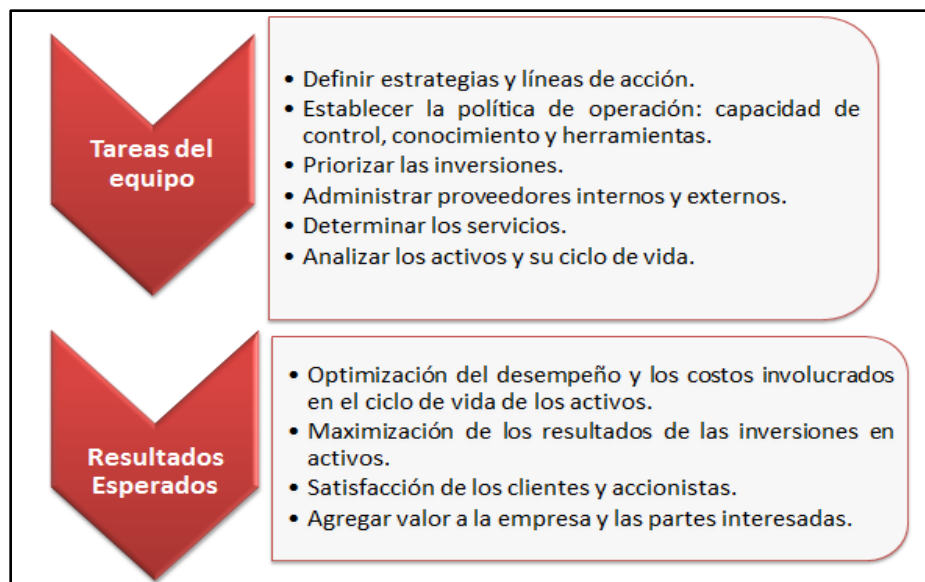 Tareas del
equipo
• Definir estrategias y líneas de acción.
• Establecer la política de operación: capacidad de
control, conocimiento y herramientas.
• Priorizar las inversiones.
• Administrar proveedores internos y externos.
• Determinar los servicios.
• Analizar los activos y su ciclo de vida.
Resultados
Esperados
• Optimización del desempeño y los costos involucrados
en el ciclo de vida de los activos.
• Maximización de los resultados de las inversiones en
activos.
• Satisfacción de los clientes y accionistas.
• Agregar valor a la empresa y las partes interesadas.